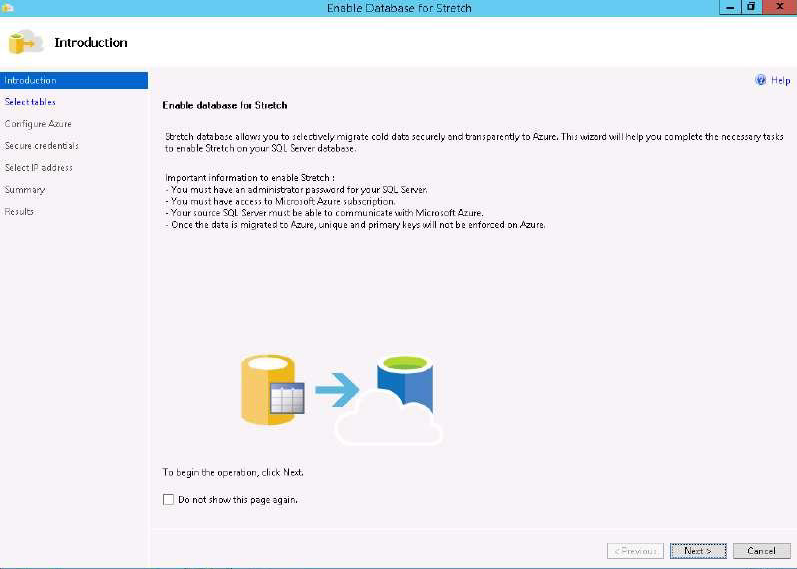 Enable Database for Stretch
Introduction
Introduction
Select tables
Configure Azure
Secure credentials
Select IP address
Summary
Results
Help
Enable database for Stretch
Stretch database allows you to selectively migrate cold data securely and transparently to Azure. This wizard will help you complete the necessary tasks
to enable Stretch on your SQL Server database.
Important information to enable Stretch :
- You must have an administrator password for your SQL Server.
- You must have access to Microsoft Azure subscription.
- Your source SQL Server must be able to communicate with Microsoft Azure.
- Once the data is migrated to Azure, unique and primary keys will not be enforced on Azure.
To begin the operation, click Next.
Do not show this page again.
< Previous
Next >
Cancel